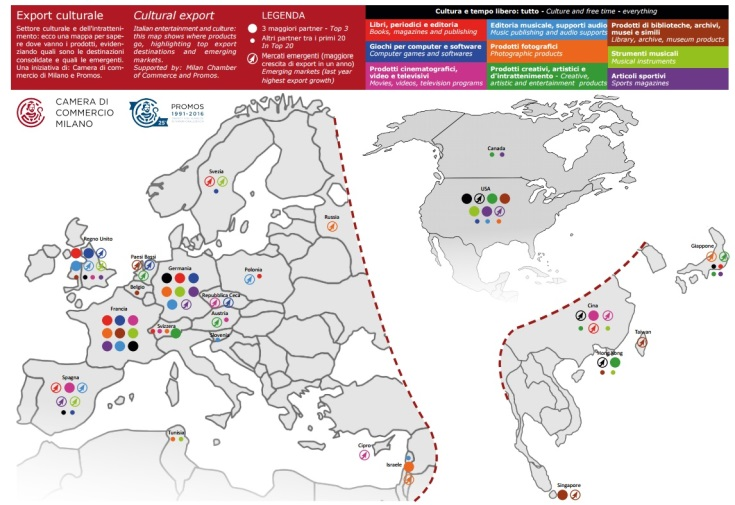 Export culturale
Settore culturale e dell'intratteni-
mento: ecco una mappa per sape-
re dove vanno i prodotti, eviden-
ziando quali sono le destinazioni
consolidate e quali le emergenti.
Una iniziativa di: Camera di com-
mercio di Milano e Promos.
Cultural export
Italian entertainment and culture:
this map shows where products
go, highlighting top export
destinations and emerging
markets.
Supported by: Milan Chamber
of Commerce and Promos.
LEGENDA
3 maggiori partner - Top 3
Altri partner tra i primi 20
In Top 20
Mercati emergenti (maggiore
crescita di export in un anno)
Emerging markets (last year
highest export growth)
Cultura e tempo libero: tutto - Culture and free time - everything
Libri, periodici e editoria
Books, magazines and publishing
Editoria musicale, supporti audio
Music publishing and audio supports
Prodotti di biblioteche, archivi,
musei e simili
Library, archive, museum products
Giochi per computer e software
Computer games and softwares
Prodotti fotografici
Photographic products
Strumenti musicali
Musical instruments
Prodotti cinematografici,
video e televisivi
Movies, videos, television programs
Prodotti creativi, artistici e
d'intrattenimento - Creative,
artistic and entertainment products
Articoli sportivi
Sports magazines
CAMERA DI
COMMERCIO
MILANO
PROMOS
1991-2016
25
Canada
Svezia
USA
Russia
Regno Unito
Giappone
Paesi Bassi
Germania
Polonia
Belgio
Repubblica Ceca
Francia
Austria
Cina
Svizzera
Slovenia
Taiwan
Hong Kong
Spagna
Tunisia
Cipro
Israele
Singapore